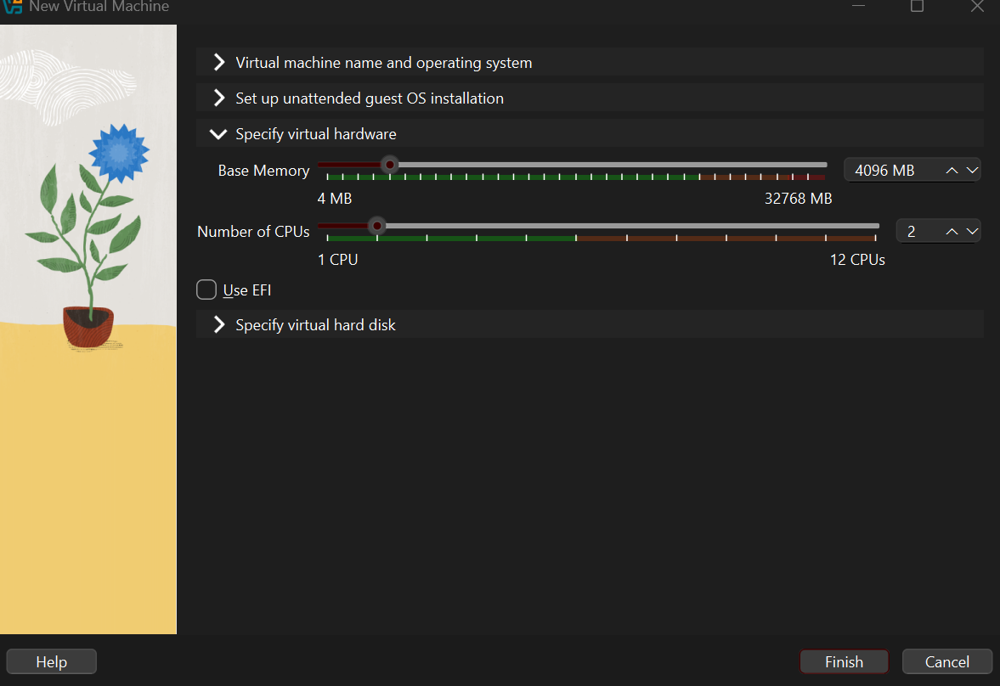 New Virtual Machine
Virtual machine name and operating system
Set up unattended guest OS installation
Specify virtual hardware
Base Memory 4096 MB
4 MB 32768 MB
Number of CPUs 2
1 CPU 12 CPUs
Use EFI
Specify virtual hard disk
Help Finish Cancel